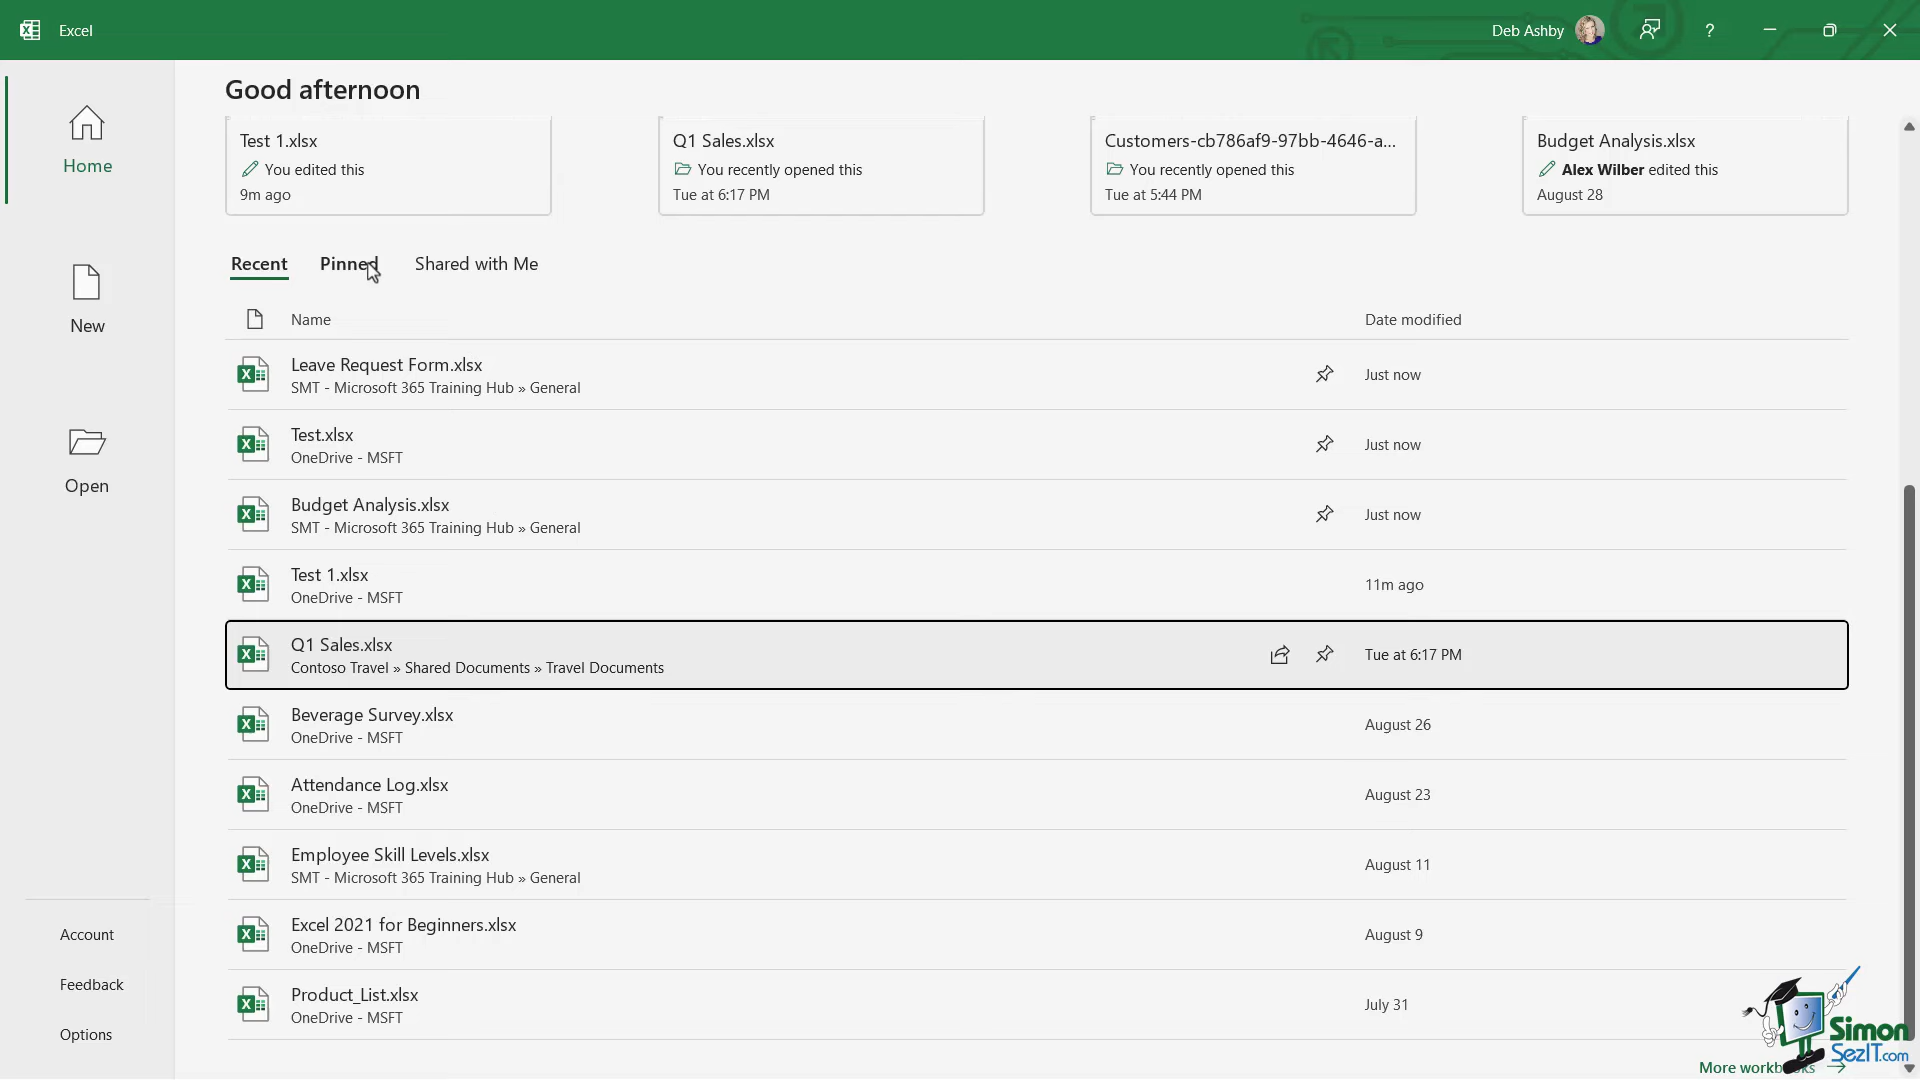 Excel
Deb Ashby
?
Good afternoon
Test 1.xlsx
You edited this
9m ago
Q1 Sales.xlsx
You recently opened this
Tue at 6:17 PM
Customers-cb786af9-97bb-4646-a...
You recently opened this
Tue at 5:44 PM
Budget Analysis.xlsx
Alex Wilber edited this
August 28
Home
New
Open
Account
Feedback
Options
Recent Pinned Shared with Me
Name Date modified
Leave Request Form.xlsx
SMT - Microsoft 365 Training Hub » General
Just now
Test.xlsx
OneDrive - MSFT
Just now
Budget Analysis.xlsx
SMT - Microsoft 365 Training Hub » General
Just now
Test 1.xlsx
OneDrive - MSFT
11m ago
Q1 Sales.xlsx
Contoso Travel » Shared Documents » Travel Documents
Tue at 6:17 PM
Beverage Survey.xlsx
OneDrive - MSFT
August 26
Attendance Log.xlsx
OneDrive - MSFT
August 23
Employee Skill Levels.xlsx
SMT - Microsoft 365 Training Hub » General
August 11
Excel 2021 for Beginners.xlsx
OneDrive - MSFT
August 9
Product_List.xlsx
OneDrive - MSFT
July 31
More workbooks
Simon
SezIT.com